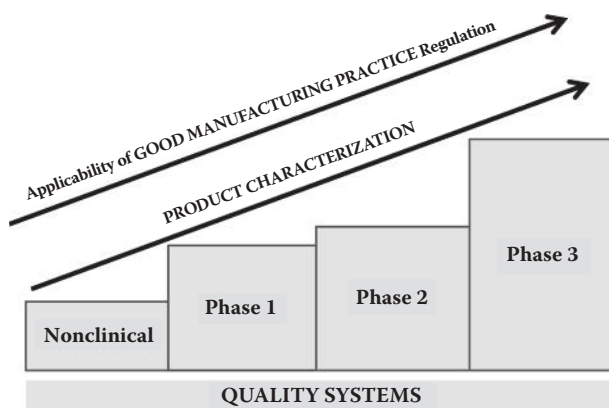 Applicability of GOOD MANUFACTURING PRACTICE Regulation
PRODUCT CHARACTERIZATION
Nonclinical
Phase 1
Phase 2
Phase 3
QUALITY SYSTEMS